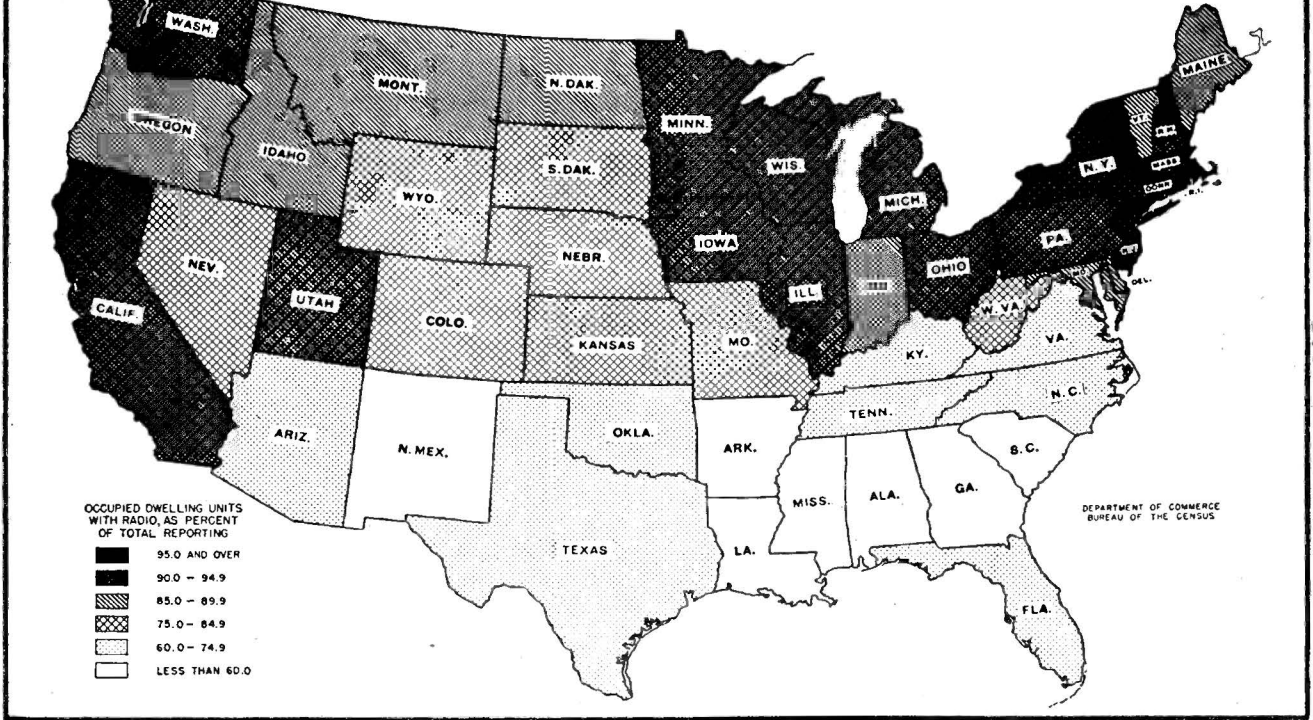 WASH.
MONT.
N. DAK.
MINN.
MAINE
VT.
N.H.
OREGON
IDAHO
WYO.
S. DAK.
WIS.
MICH.
N.Y.
MASS.
CONN.
R.I.
IOWA
NEBR.
PA.
N.J.
NEV.
UTAH
COLO.
KANSAS
MO.
ILL.
OHIO
W. VA.
MD.
DEL.
CALIF.
KY.
VA.
ARIZ.
N. MEX.
OKLA.
ARK.
TENN.
N.C.
S.C.
TEXAS
LA.
MISS.
ALA.
GA.
FLA.
OCCUPIED DWELLING UNITS
WITH RADIO, AS PERCENT
OF TOTAL REPORTING
95.0 AND OVER
90.0 - 94.9
85.0 - 89.9
75.0 - 84.9
60.0 - 74.9
LESS THAN 60.0
DEPARTMENT OF COMMERCE
BUREAU OF THE CENSUS